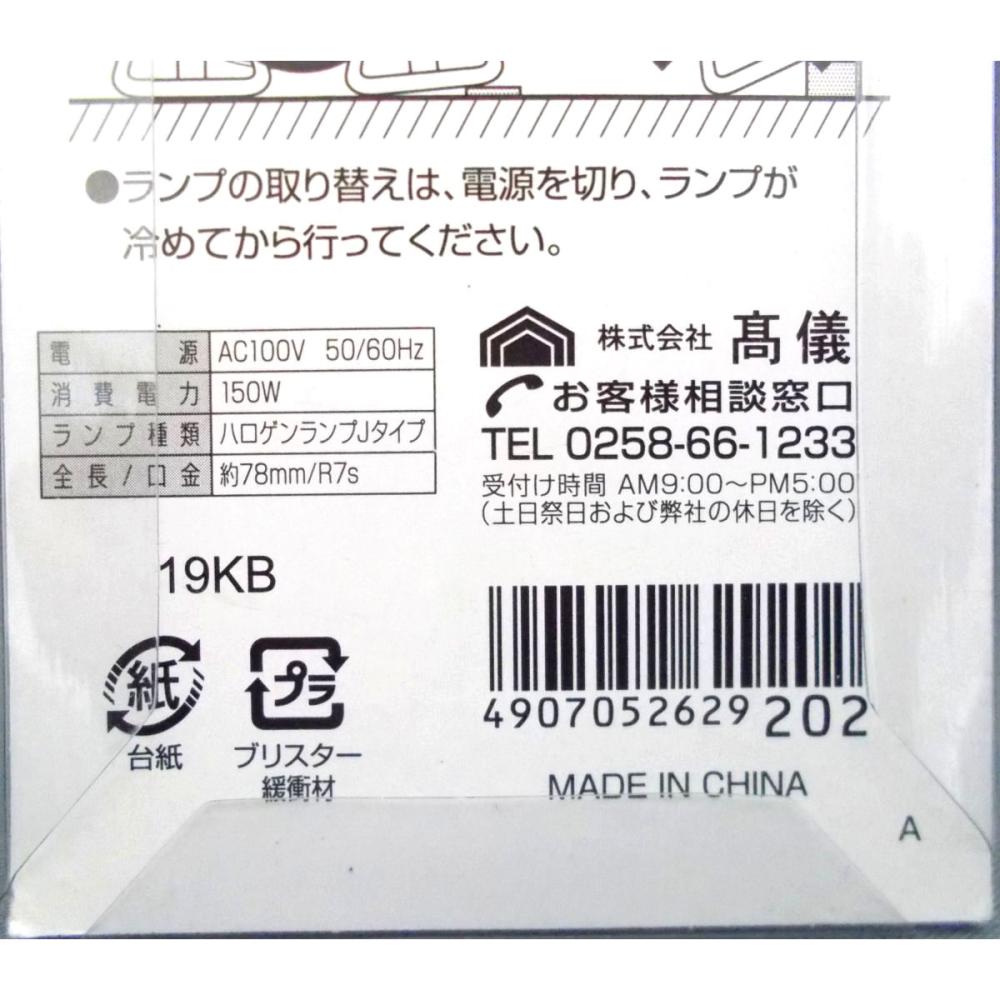 ●ランプの取り替えは、電源を切り、ランプが
冷めてから行ってください。
電源 AC100V 50/60Hz
消費電力 150W
ランプ種類 ハロゲンランプJタイプ
全長/口金 約78mm/R7s
株式会社 髙儀
お客様相談窓口
TEL 0258-66-1233
受付け時間 AM9:00～PM5:00
(土日祭日および弊社の休日を除く)
19KB
紙
台紙
プラ
ブリスター
緩衝材
4907052629202
MADE IN CHINA
A